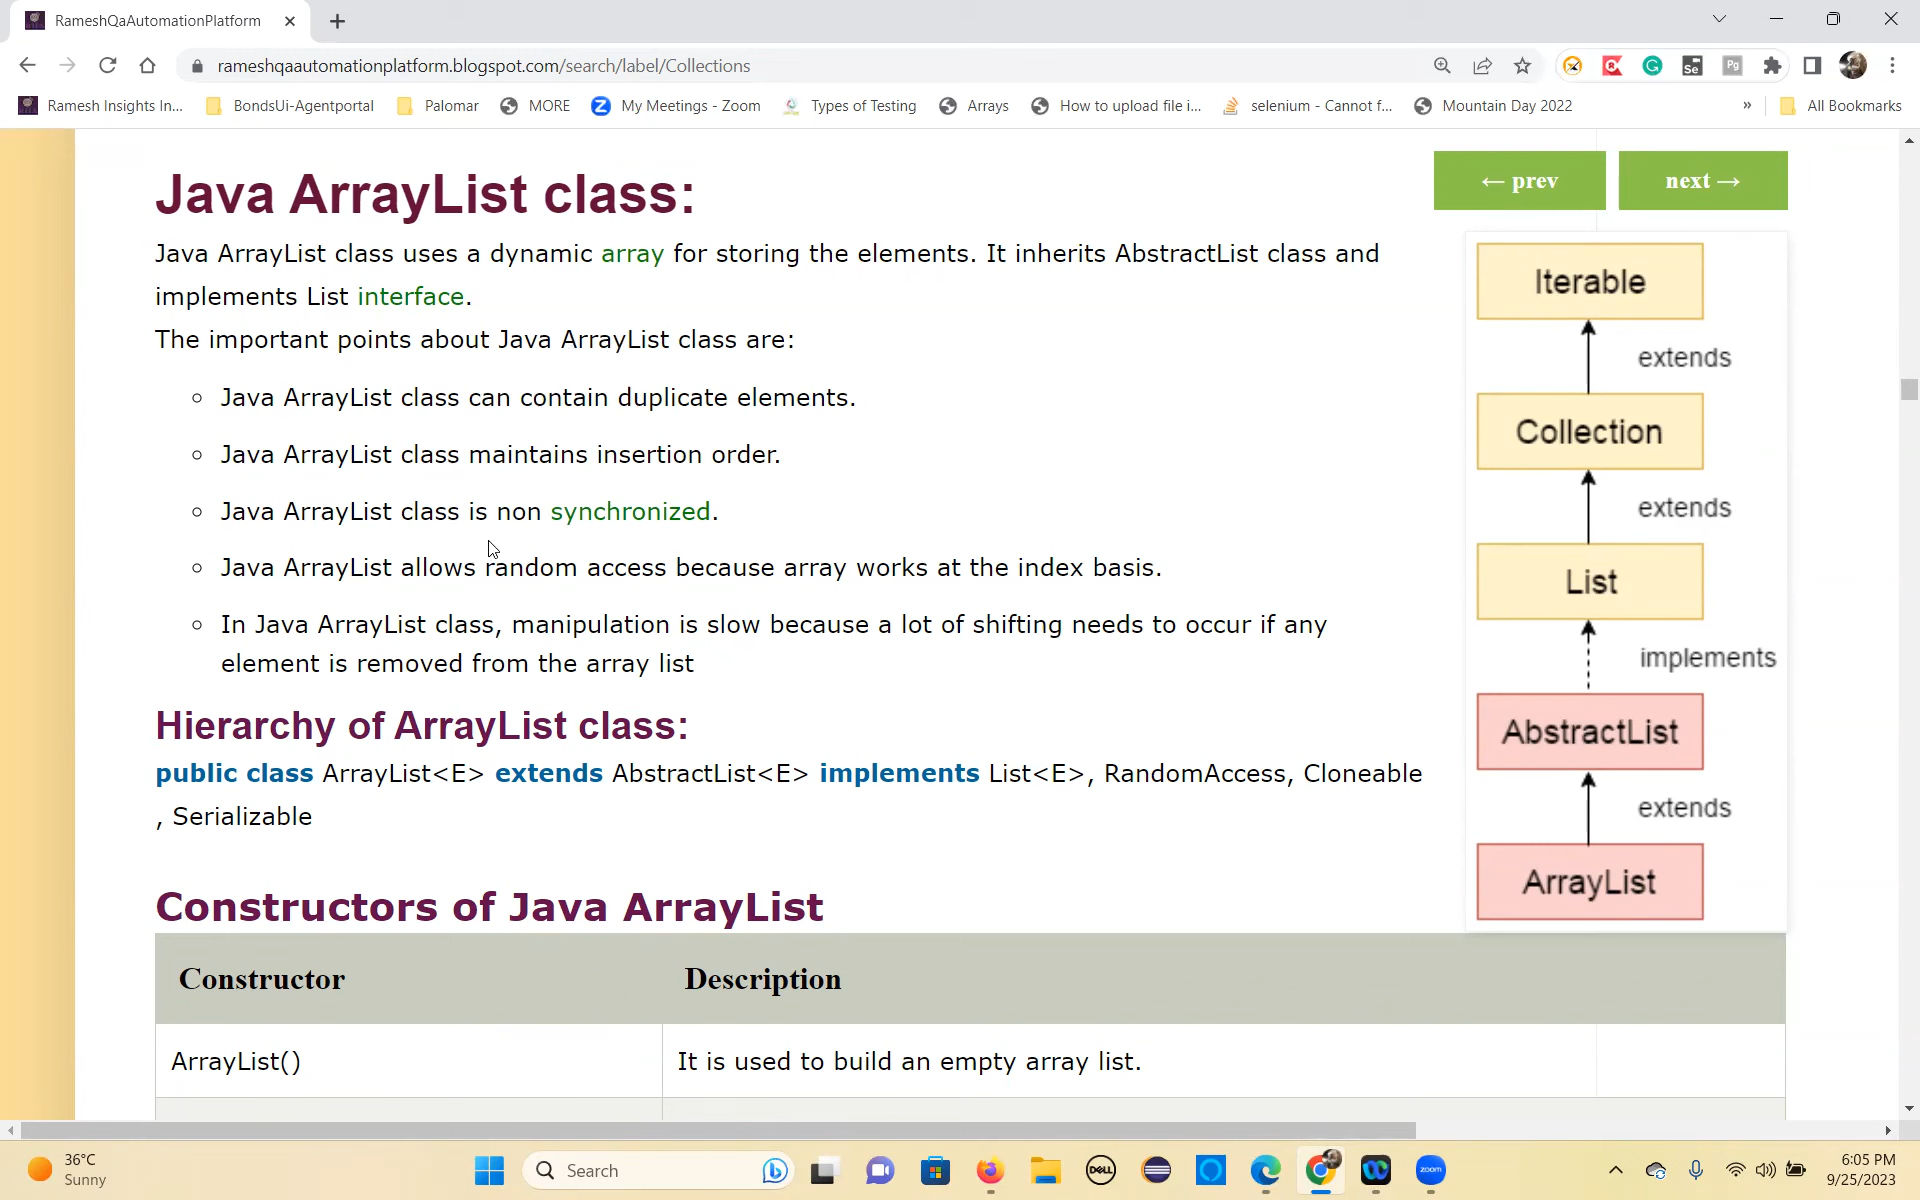 RameshQaAutomationPlatform
rameshqaautomationplatform.blogspot.com/search/label/Collections
Ramesh Insights In...
BondsUi-Agentportal
Palomar
MORE
My Meetings - Zoom
Types of Testing
Arrays
How to upload file i...
selenium - Cannot f...
Mountain Day 2022
»
All Bookmarks
Java ArrayList class:
← prev
next →
Java ArrayList class uses a dynamic array for storing the elements. It inherits AbstractList class and
implements List interface.
The important points about Java ArrayList class are:
Java ArrayList class can contain duplicate elements.
Java ArrayList class maintains insertion order.
Java ArrayList class is non synchronized.
Java ArrayList allows random access because array works at the index basis.
In Java ArrayList class, manipulation is slow because a lot of shifting needs to occur if any
element is removed from the array list
Iterable
extends
Collection
extends
List
implements
AbstractList
extends
ArrayList
Hierarchy of ArrayList class:
public class ArrayList<E> extends AbstractList<E> implements List<E>, RandomAccess, Cloneable
, Serializable
Constructors of Java ArrayList
Constructor
Description
ArrayList()
It is used to build an empty array list.
36°C
Sunny
Search
DELL
zoom
6:05 PM
9/25/2023
Se
Pg